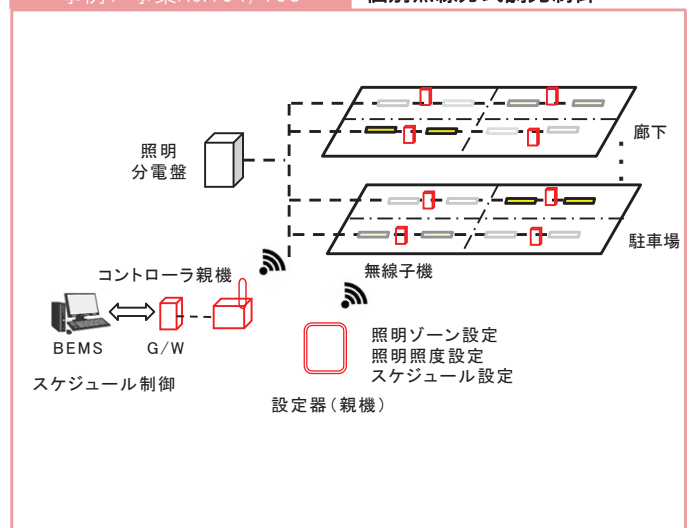 照明
分電盤
廊下
駐車場
無線子機
コントローラ親機
BEMS
G/W
スケジュール制御
照明ゾーン設定
照明照度設定
スケジュール設定
設定器(親機)